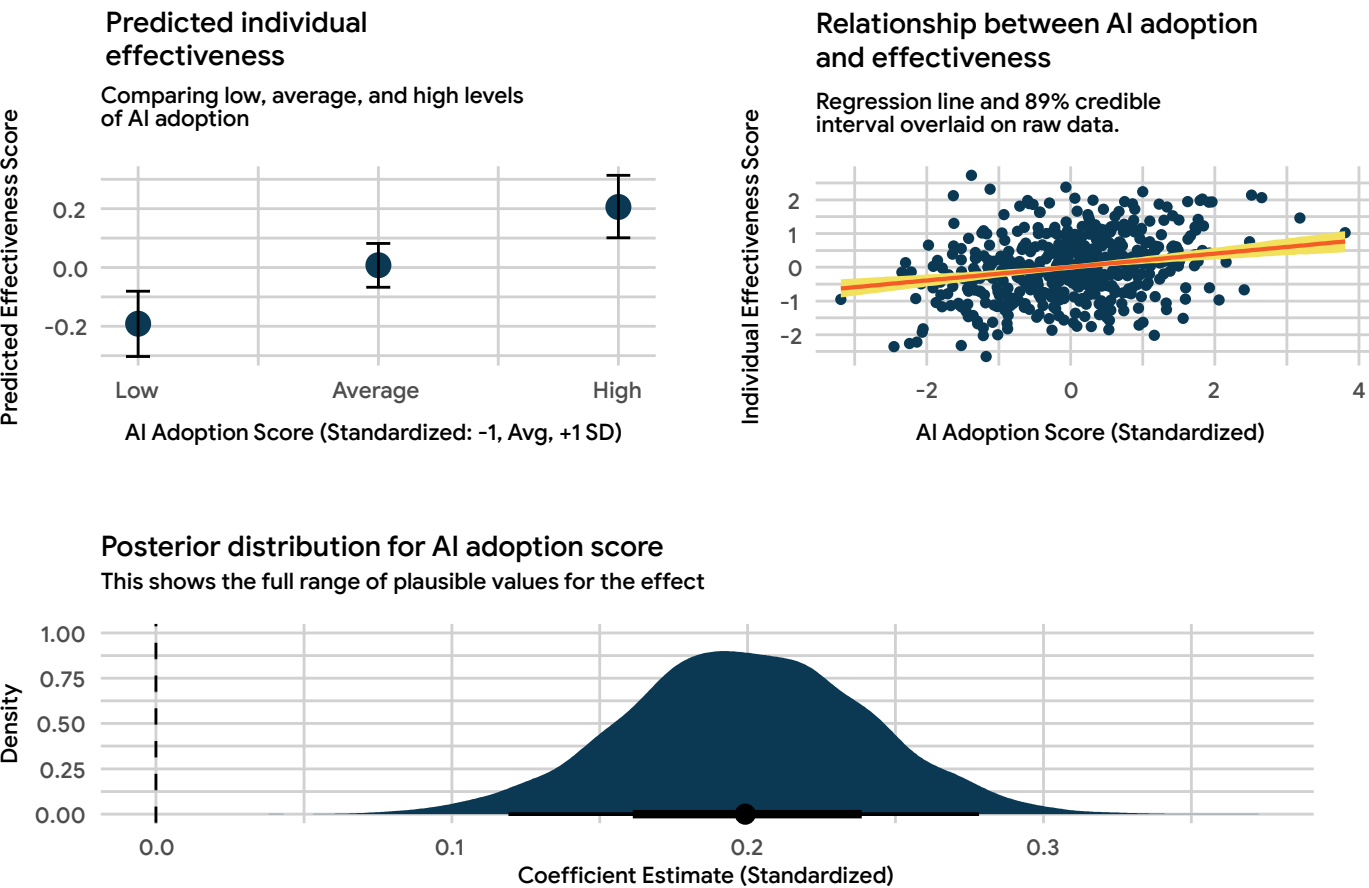 Predicted individual
effectiveness
Comparing low, average, and high levels
of AI adoption
Predicted Effectiveness Score
0.2
0.0
-0.2
Low
Average
High
AI Adoption Score (Standardized: -1, Avg, +1 SD)
Relationship between AI adoption
and effectiveness
Regression line and 89% credible
interval overlaid on raw data.
Individual Effectiveness Score
2
1
0
-1
-2
-2
0
2
4
AI Adoption Score (Standardized)
Posterior distribution for AI adoption score
This shows the full range of plausible values for the effect
Density
1.00
0.75
0.50
0.25
0.00
0.0
0.1
0.2
0.3
Coefficient Estimate (Standardized)